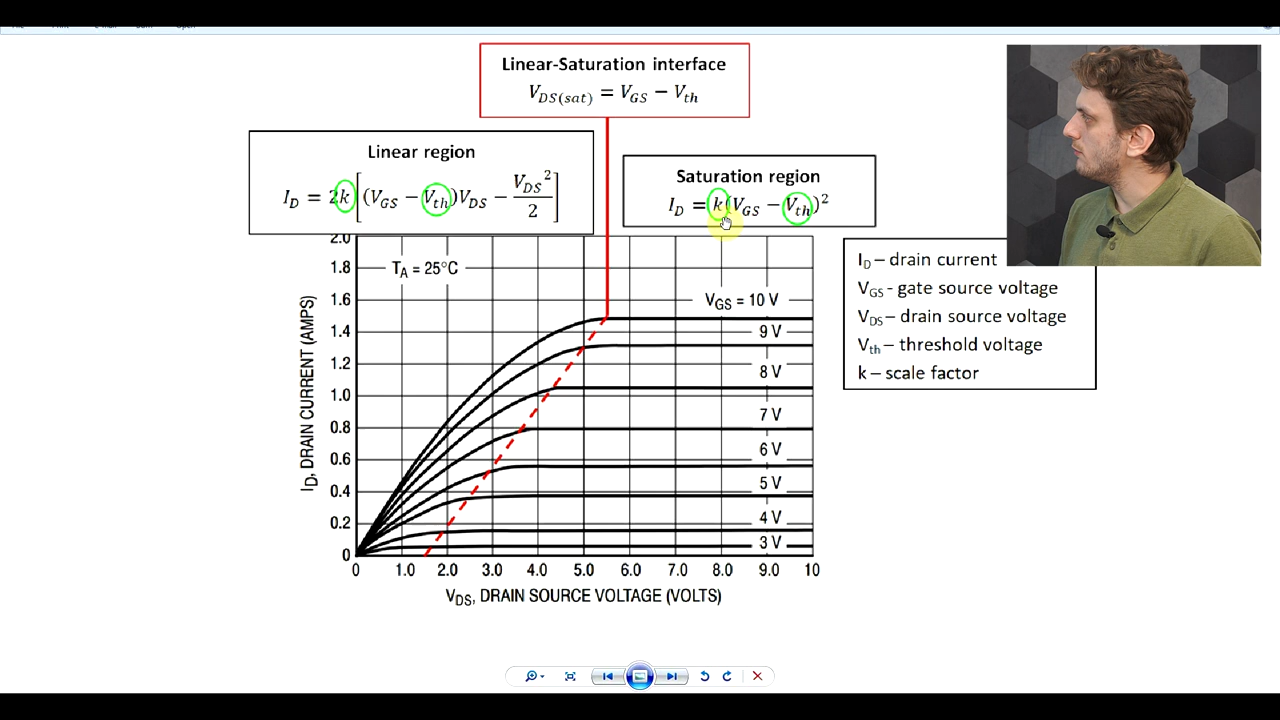 Linear-Saturation interface
V_DS(sat) = V_GS − V_th
Linear region
I_D = 2k[(V_GS − V_th)V_DS − V_DS²/2]
Saturation region
I_D = k(V_GS − V_th)²
I_D – drain current
V_GS - gate source voltage
V_DS – drain source voltage
V_th – threshold voltage
k – scale factor
T_A = 25°C
V_GS = 10 V
9 V
8 V
7 V
6 V
5 V
4 V
3 V
I_D, DRAIN CURRENT (AMPS)
2.0
1.8
1.6
1.4
1.2
1.0
0.8
0.6
0.4
0.2
0
0 1.0 2.0 3.0 4.0 5.0 6.0 7.0 8.0 9.0 10
V_DS, DRAIN SOURCE VOLTAGE (VOLTS)